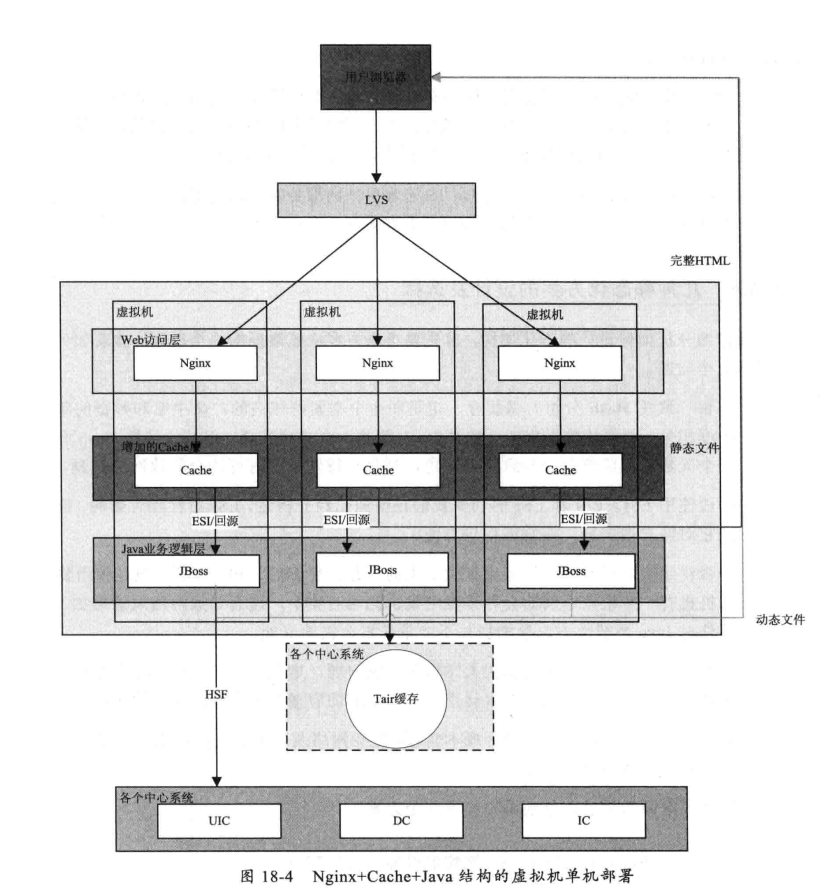 用户浏览器
LVS
完整HTML
虚拟机
虚拟机
虚拟机
Web访问层
Nginx
Nginx
Nginx
增加的Cache层
静态文件
Cache
Cache
Cache
ESI/回源
ESI/回源
ESI/回源
Java业务逻辑层
JBoss
JBoss
JBoss
动态文件
各个中心系统
Tair缓存
HSF
各个中心系统
UIC
DC
IC
图 18-4 Nginx+Cache+Java 结构的虚拟机单机部署